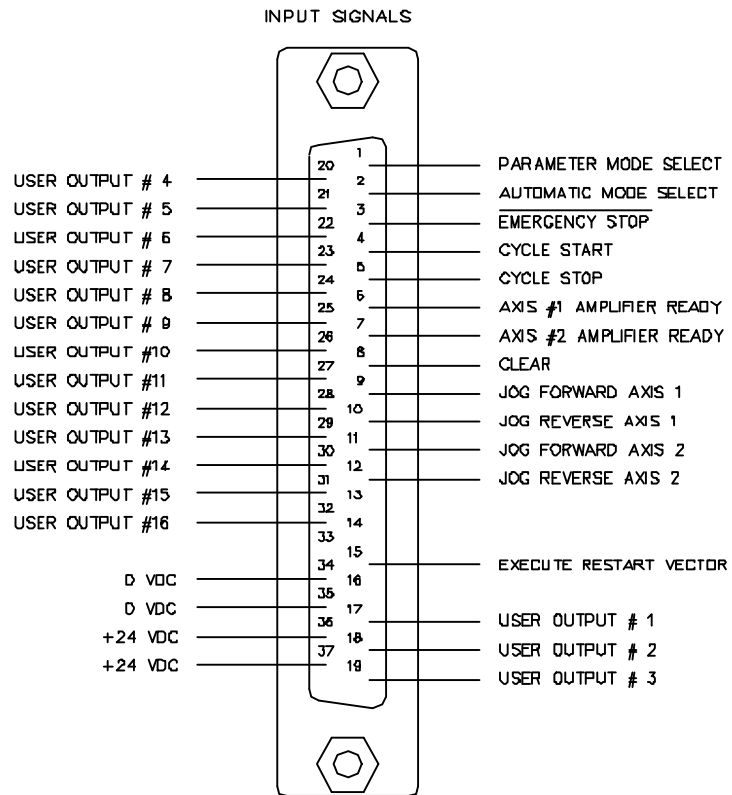 INPUT SIGNALS
USER OUTPUT # 4
USER OUTPUT # 5
USER OUTPUT # 6
USER OUTPUT # 7
USER OUTPUT # 8
USER OUTPUT # 9
USER OUTPUT #10
USER OUTPUT #11
USER OUTPUT #12
USER OUTPUT #13
USER OUTPUT #14
USER OUTPUT #15
USER OUTPUT #16
0 VDC
0 VDC
+24 VDC
+24 VDC
20
21
22
23
24
25
26
27
28
29
30
31
32
33
34
35
36
37
1
2
3
4
5
6
7
8
9
10
11
12
13
14
15
16
17
18
19
PARAMETER MODE SELECT
AUTOMATIC MODE SELECT
EMERGENCY STOP
CYCLE START
CYCLE STOP
AXIS #1 AMPLIFIER READY
AXIS #2 AMPLIFIER READY
CLEAR
JOG FORWARD AXIS 1
JOG REVERSE AXIS 1
JOG FORWARD AXIS 2
JOG REVERSE AXIS 2
EXECUTE RESTART VECTOR
USER OUTPUT # 1
USER OUTPUT # 2
USER OUTPUT # 3